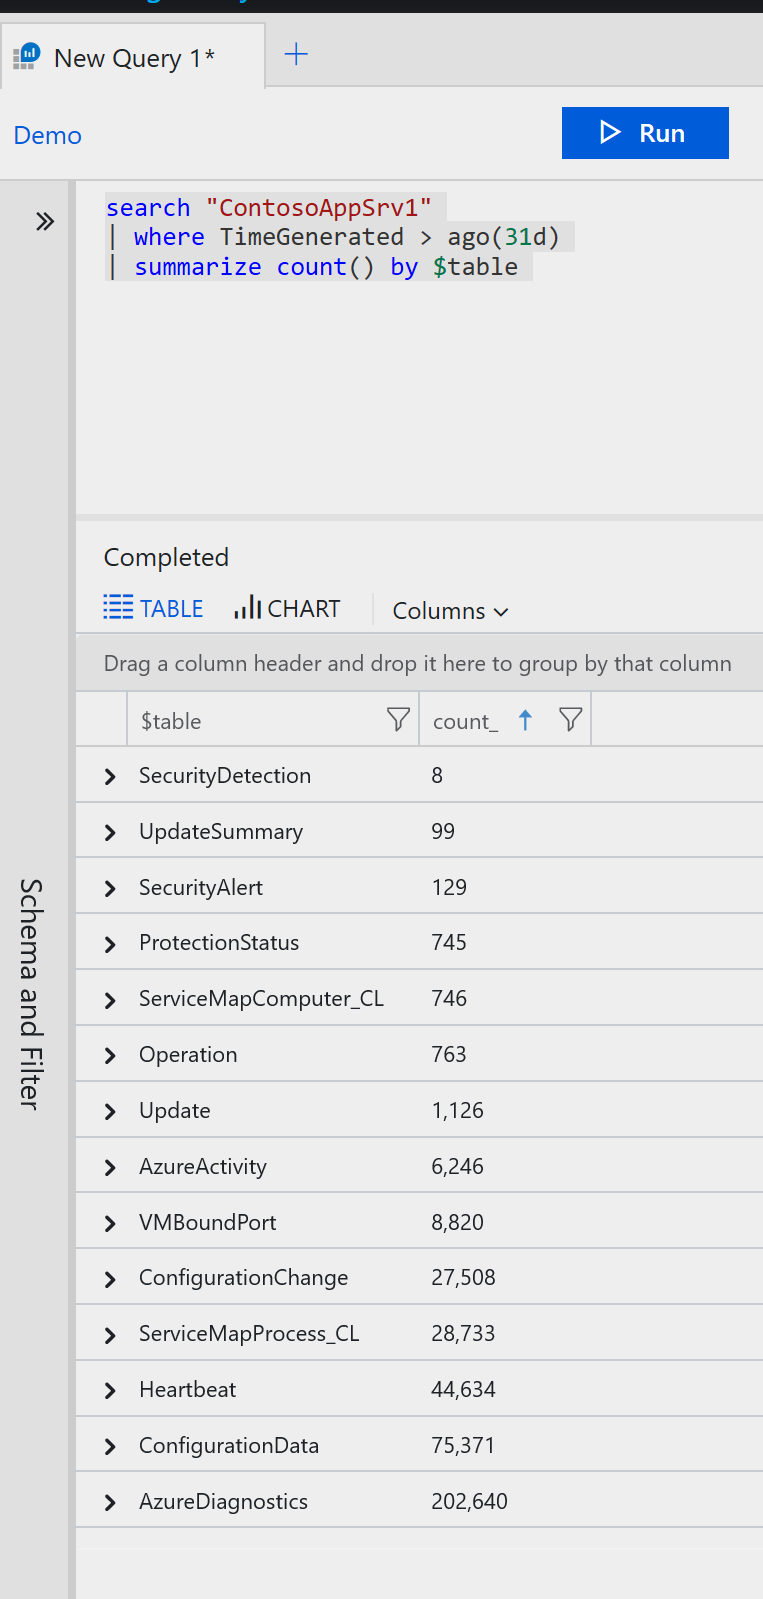 New Query 1*
Demo
Run
search "ContosoAppSrv1"
| where TimeGenerated > ago(31d)
| summarize count() by $table
Completed
TABLE CHART Columns
Drag a column header and drop it here to group by that column
$table count_
SecurityDetection 8
UpdateSummary 99
SecurityAlert 129
ProtectionStatus 745
ServiceMapComputer_CL 746
Operation 763
Update 1,126
AzureActivity 6,246
VMBoundPort 8,820
ConfigurationChange 27,508
ServiceMapProcess_CL 28,733
Heartbeat 44,634
ConfigurationData 75,371
AzureDiagnostics 202,640
Schema and Filter